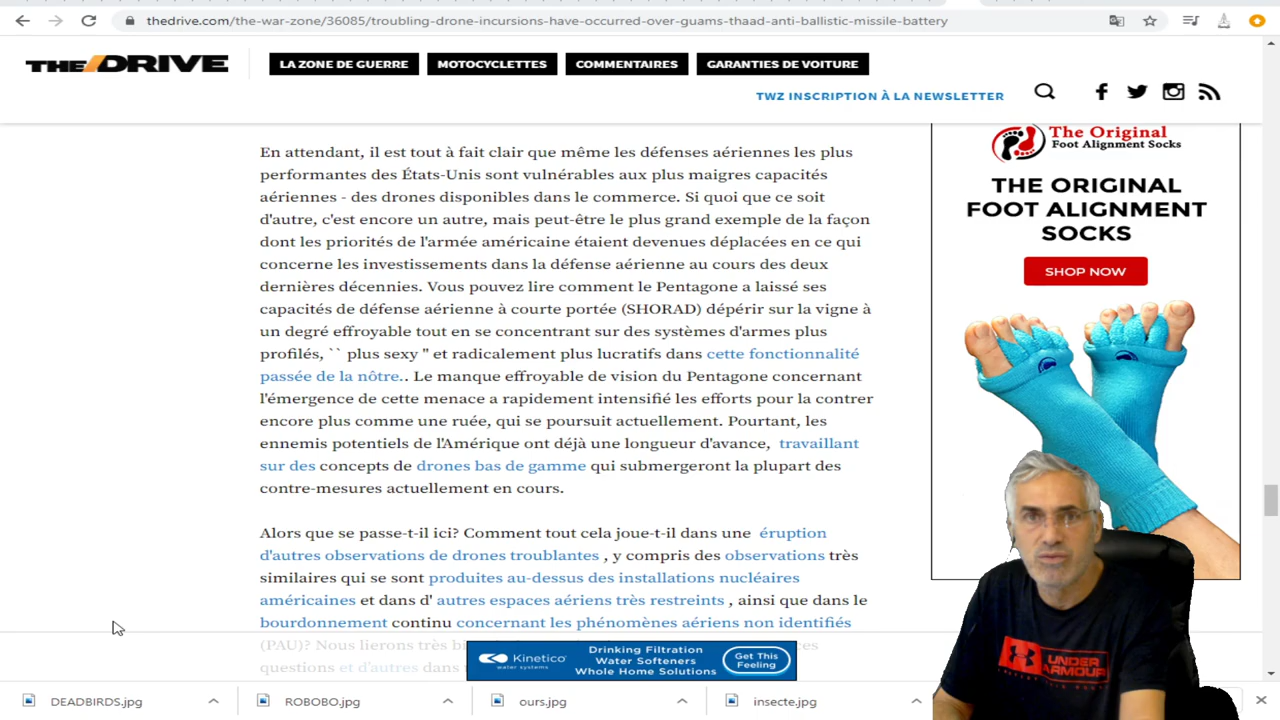 thedrive.com/the-war-zone/36085/troubling-drone-incursions-have-occurred-over-guams-thaad-anti-ballistic-missile-battery
THE/DRIVE
LA ZONE DE GUERRE
MOTOCYCLETTES
COMMENTAIRES
GARANTIES DE VOITURE
TWZ INSCRIPTION À LA NEWSLETTER
En attendant, il est tout à fait clair que même les défenses aériennes les plus
performantes des États-Unis sont vulnérables aux plus maigres capacités
aériennes - des drones disponibles dans le commerce. Si quoi que ce soit
d'autre, c'est encore un autre, mais peut-être le plus grand exemple de la façon
dont les priorités de l'armée américaine étaient devenues déplacées en ce qui
concerne les investissements dans la défense aérienne au cours des deux
dernières décennies. Vous pouvez lire comment le Pentagone a laissé ses
capacités de défense aérienne à courte portée (SHORAD) dépérir sur la vigne à
un degré effroyable tout en se concentrant sur des systèmes d'armes plus
profilés, `` plus sexy '' et radicalement plus lucratifs dans cette fonctionnalité
passée de la nôtre.. Le manque effroyable de vision du Pentagone concernant
l'émergence de cette menace a rapidement intensifié les efforts pour la contrer
encore plus comme une ruée, qui se poursuit actuellement. Pourtant, les
ennemis potentiels de l'Amérique ont déjà une longueur d'avance, travaillant
sur des concepts de drones bas de gamme qui submergeront la plupart des
contre-mesures actuellement en cours.
Alors que se passe-t-il ici? Comment tout cela joue-t-il dans une éruption
d'autres observations de drones troublantes , y compris des observations très
similaires qui se sont produites au-dessus des installations nucléaires
américaines et dans d' autres espaces aériens très restreints , ainsi que dans le
bourdonnement continu concernant les phénomènes aériens non identifiés
(PAU)? Nous lierons très
questions et d'autres dans
The Original
Foot Alignment Socks
THE ORIGINAL
FOOT ALIGNMENT
SOCKS
SHOP NOW
UNDER
ARMOUR
Kinetico
water systems
Drinking Filtration
Water Softeners
Whole Home Solutions
Get This
Feeling
DEADBIRDS.jpg
ROBOBO.jpg
ours.jpg
insecte.jpg